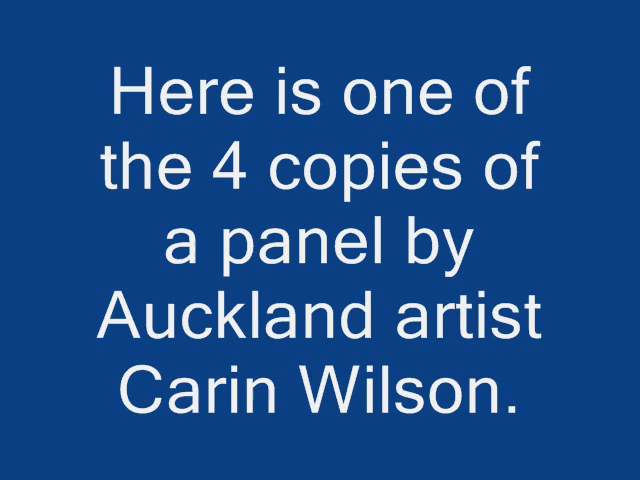 Here is one of
the 4 copies of
a panel by
Auckland artist
Carin Wilson.